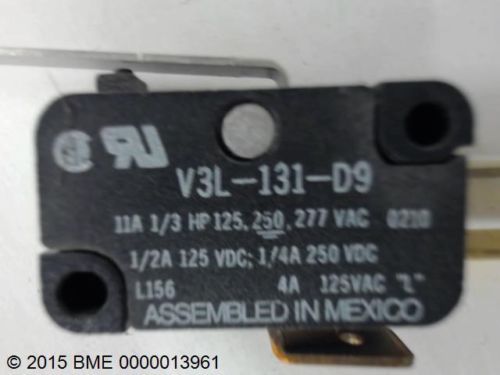 V3L-131-D9
11A 1/3 HP 125, 250, 277 VAC 0210
1/2A 125 VDC; 1/4A 250 VDC
L156 4A 125VAC "L"
ASSEMBLED IN MEXICO
© 2015 BME 0000013961